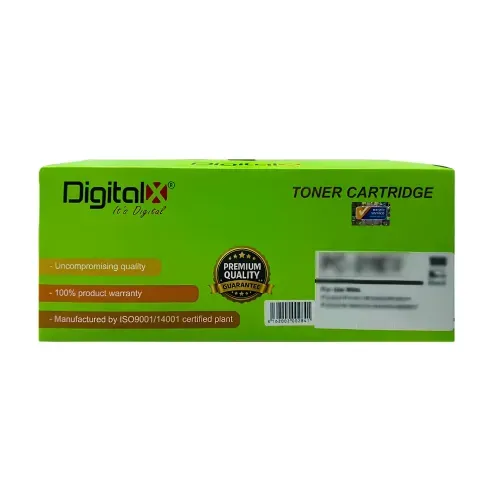 DigitalX®
It's Digital
TONER CARTRIDGE
- Uncompromising quality
- 100% product warranty
- Manufactured by ISO9001/14001 certified plant
PREMIUM
QUALITY
GUARANTEE